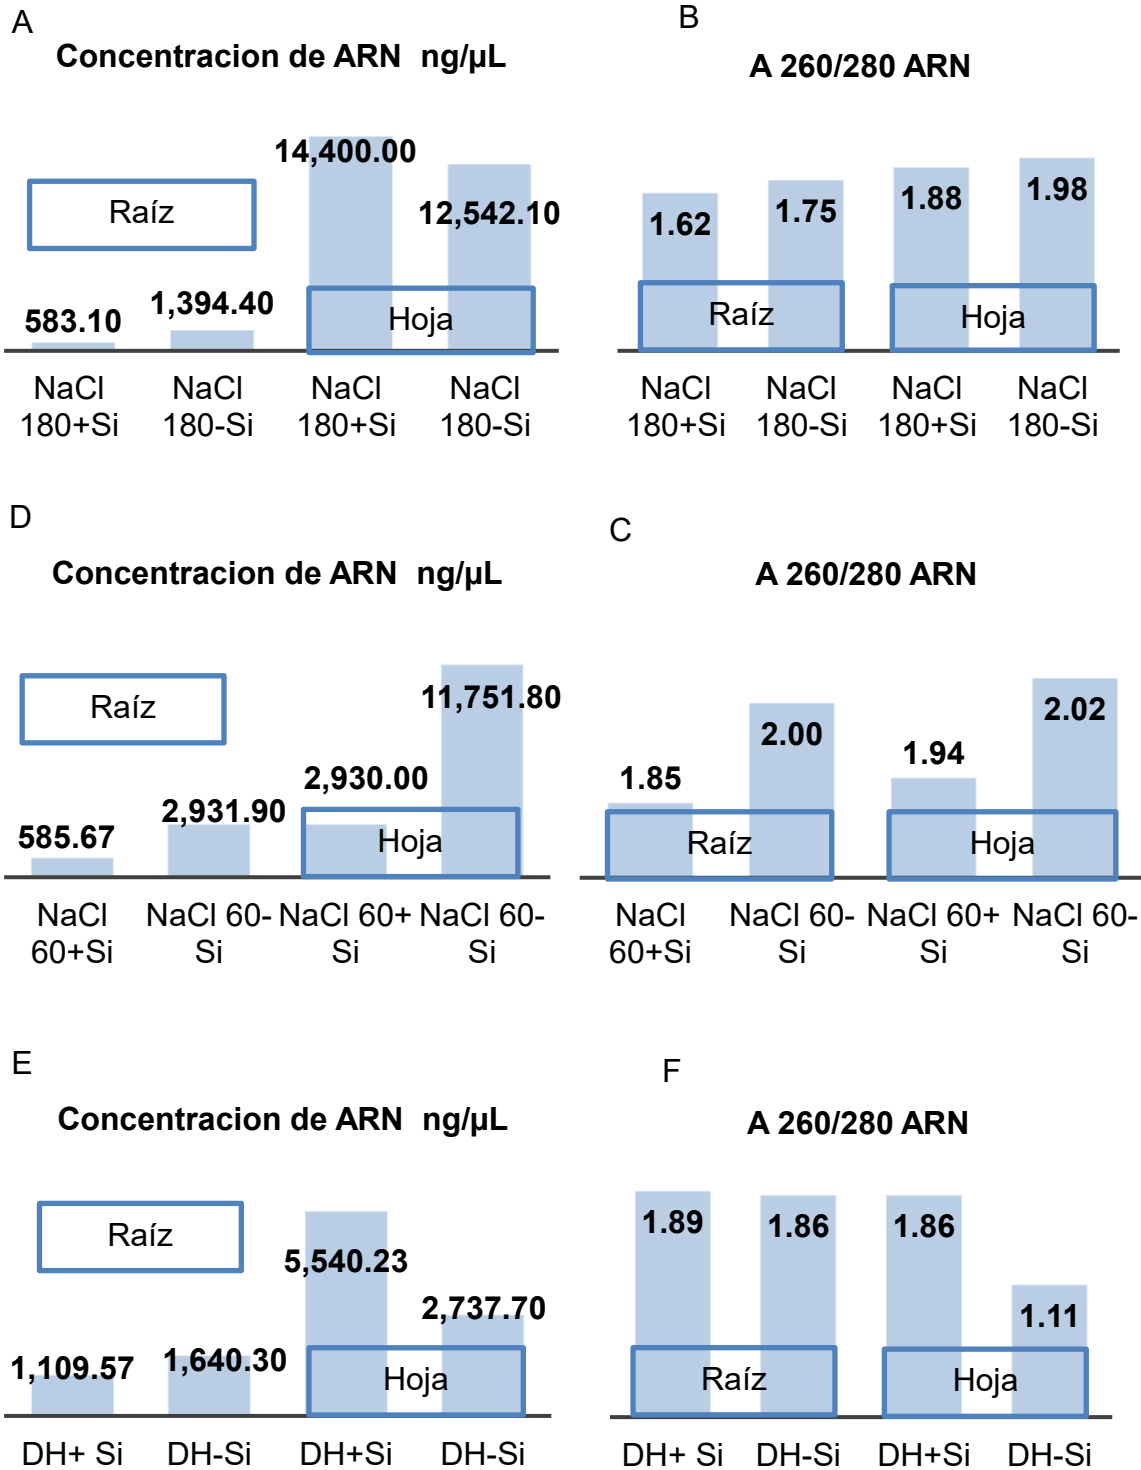 A
Concentracion de ARN ng/µL
14,400.00
12,542.10
Raíz
583.10
1,394.40
Hoja
NaCl 180+Si
NaCl 180-Si
NaCl 180+Si
NaCl 180-Si
B
A 260/280 ARN
1.62
1.75
1.88
1.98
Raíz
Hoja
NaCl 180+Si
NaCl 180-Si
NaCl 180+Si
NaCl 180-Si
D
Concentracion de ARN ng/µL
Raíz
585.67
2,931.90
2,930.00
11,751.80
Hoja
NaCl 60+Si
NaCl 60-Si
NaCl 60+Si
NaCl 60-Si
C
A 260/280 ARN
1.85
2.00
1.94
2.02
Raíz
Hoja
NaCl 60+Si
NaCl 60-Si
NaCl 60+Si
NaCl 60-Si
E
Concentracion de ARN ng/µL
Raíz
1,109.57
1,640.30
5,540.23
2,737.70
Hoja
DH+ Si
DH-Si
DH+Si
DH-Si
F
A 260/280 ARN
1.89
1.86
1.86
1.11
Raíz
Hoja
DH+ Si
DH-Si
DH+Si
DH-Si